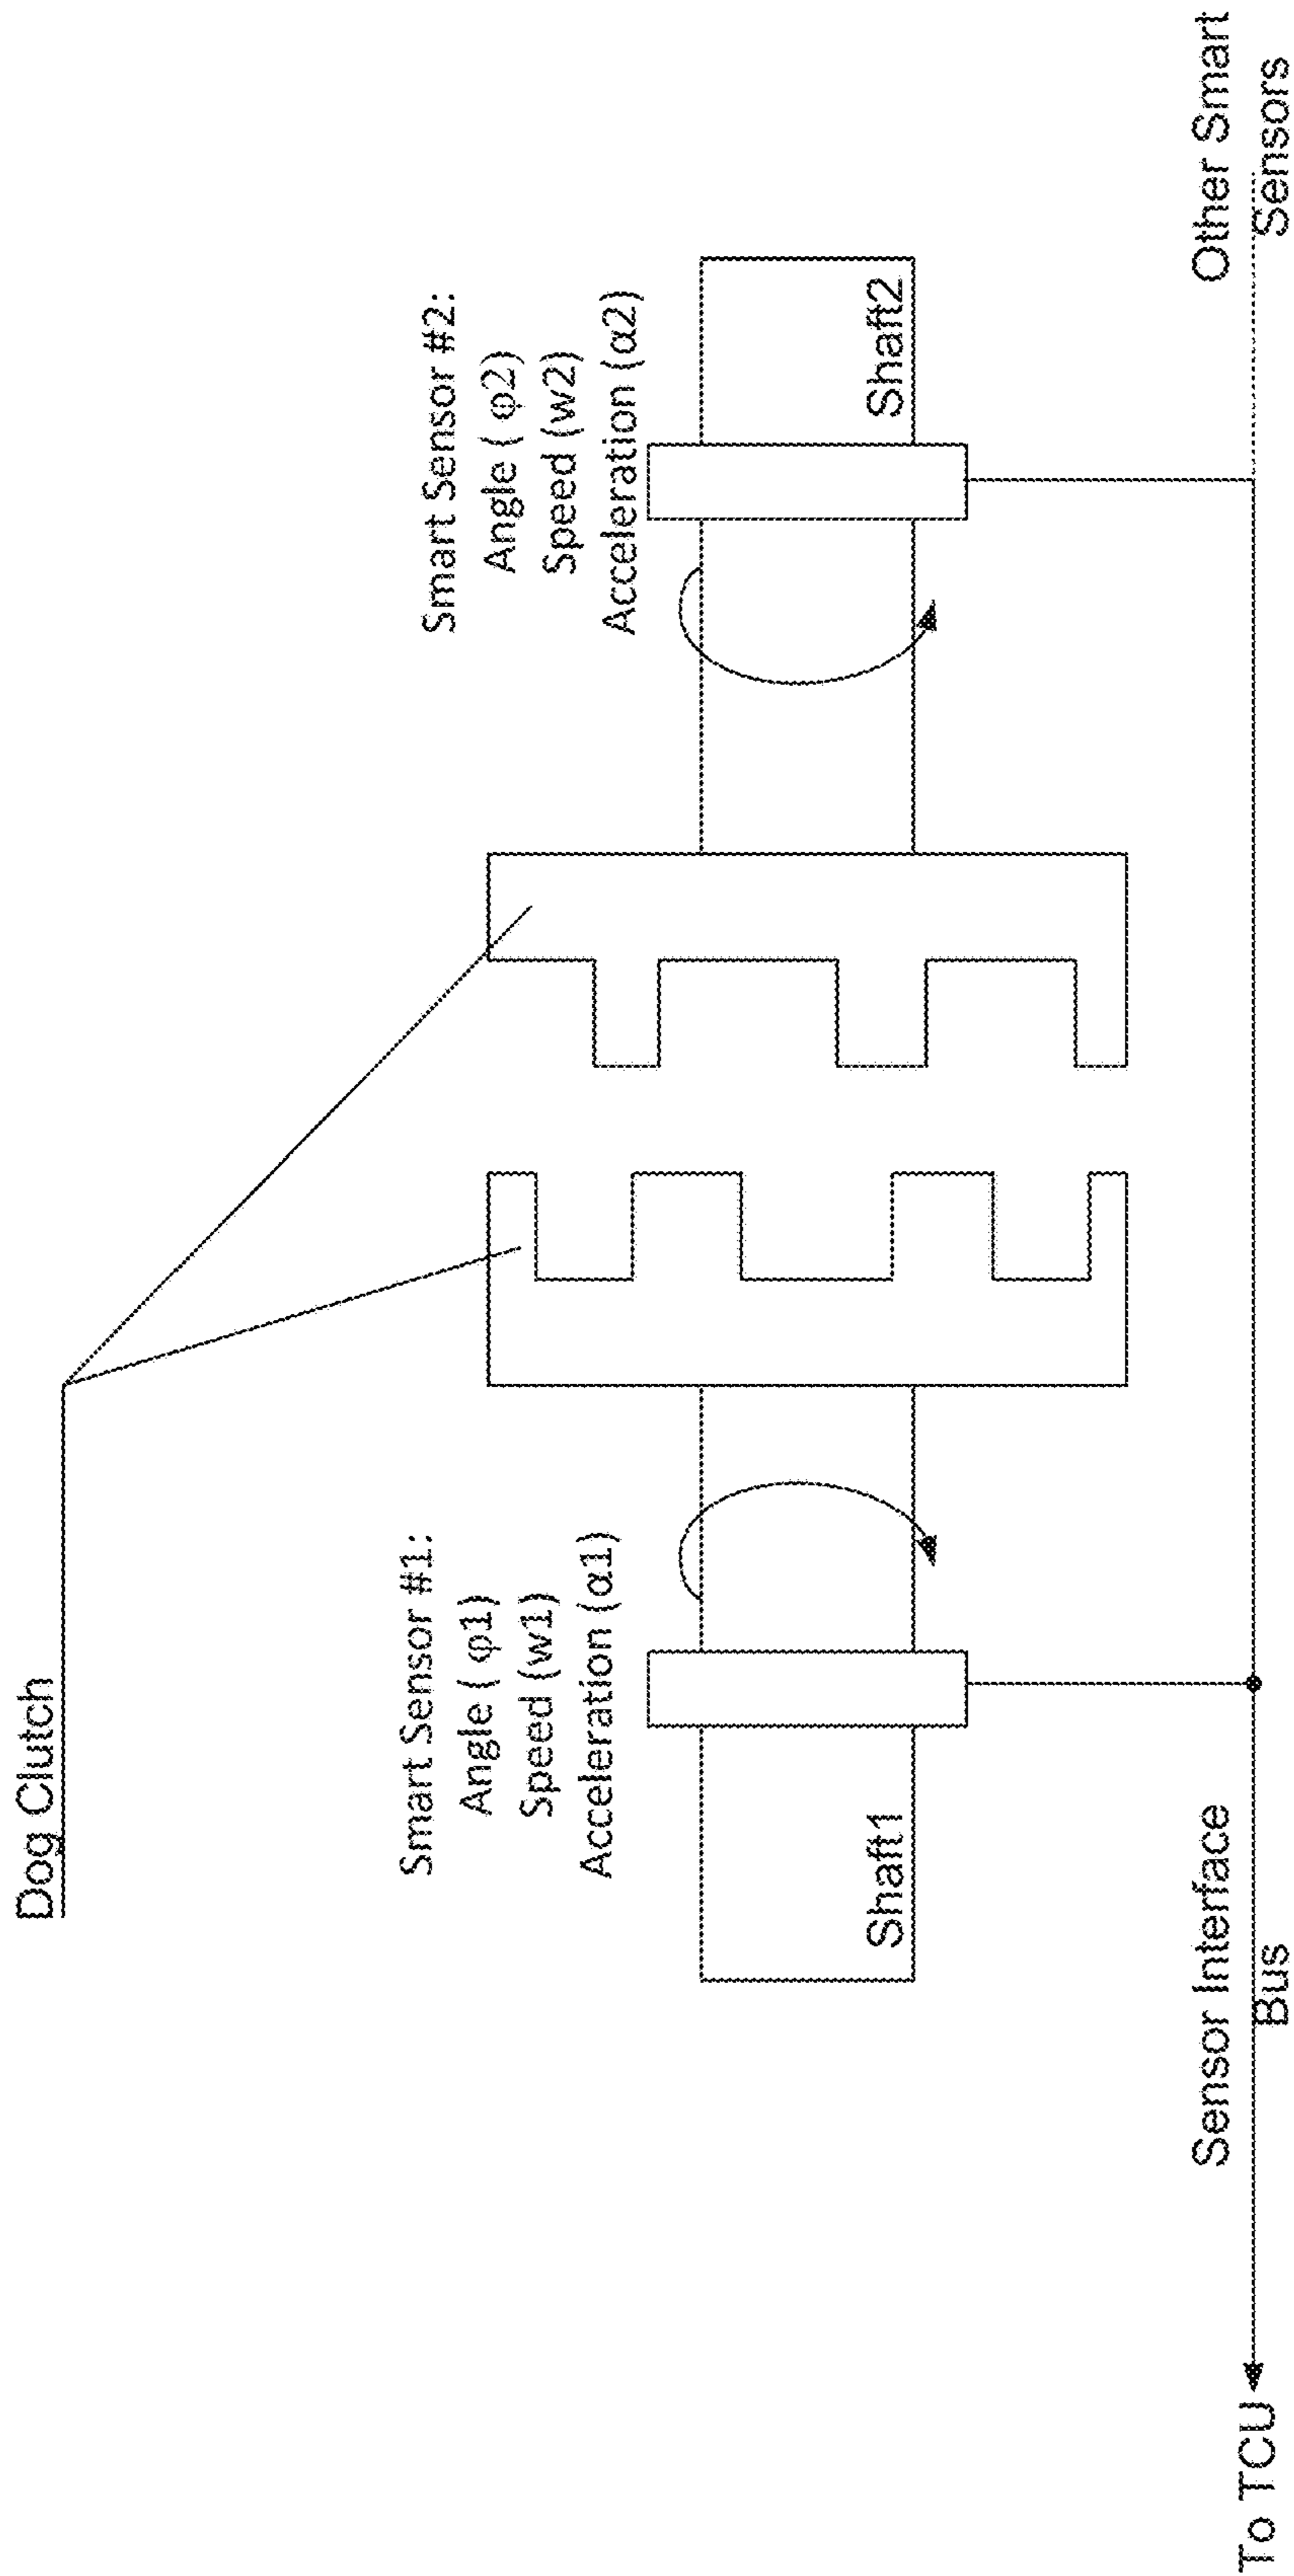 Dog Clutch
Smart Sensor #1:
Angle ( φ1)
Speed (w1)
Acceleration (α1)
Smart Sensor #2:
Angle ( φ2)
Speed (w2)
Acceleration (α2)
Shaft1
Shaft2
Sensor Interface
Bus
Other Smart
Sensors
To TCU